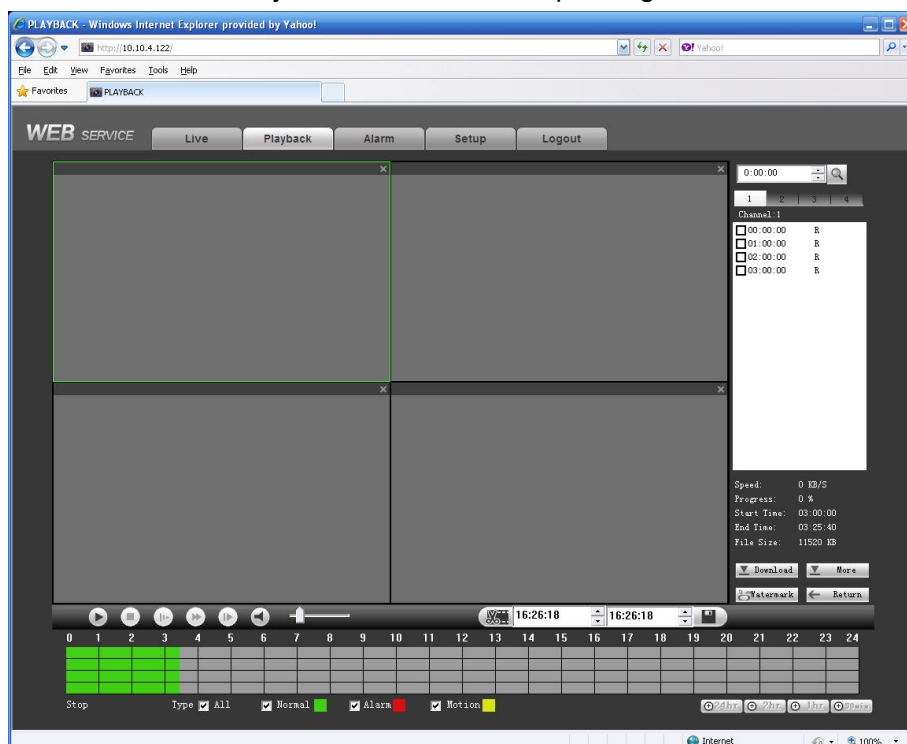 PLAYBACK - Windows Internet Explorer provided by Yahoo!
http://10.10.4.122/
Yahoo!
File Edit View Favorites Tools Help
Favorites PLAYBACK
WEB SERVICE Live Playback Alarm Setup Logout
0:00:00
1 2 3 4
Channel:1
00:00:00 R
01:00:00 R
02:00:00 R
03:00:00 R
Speed: 0 KB/S
Progress: 0 %
Start Time: 03:00:00
End Time: 03:25:40
File Size: 11520 KB
Download More
Watermark Return
16:26:18 16:26:18
0 1 2 3 4 5 6 7 8 9 10 11 12 13 14 15 16 17 18 19 20 21 22 23 24
Stop Type All Normal Alarm Motion 24hr 2hr 1hr 30min
Internet 100%